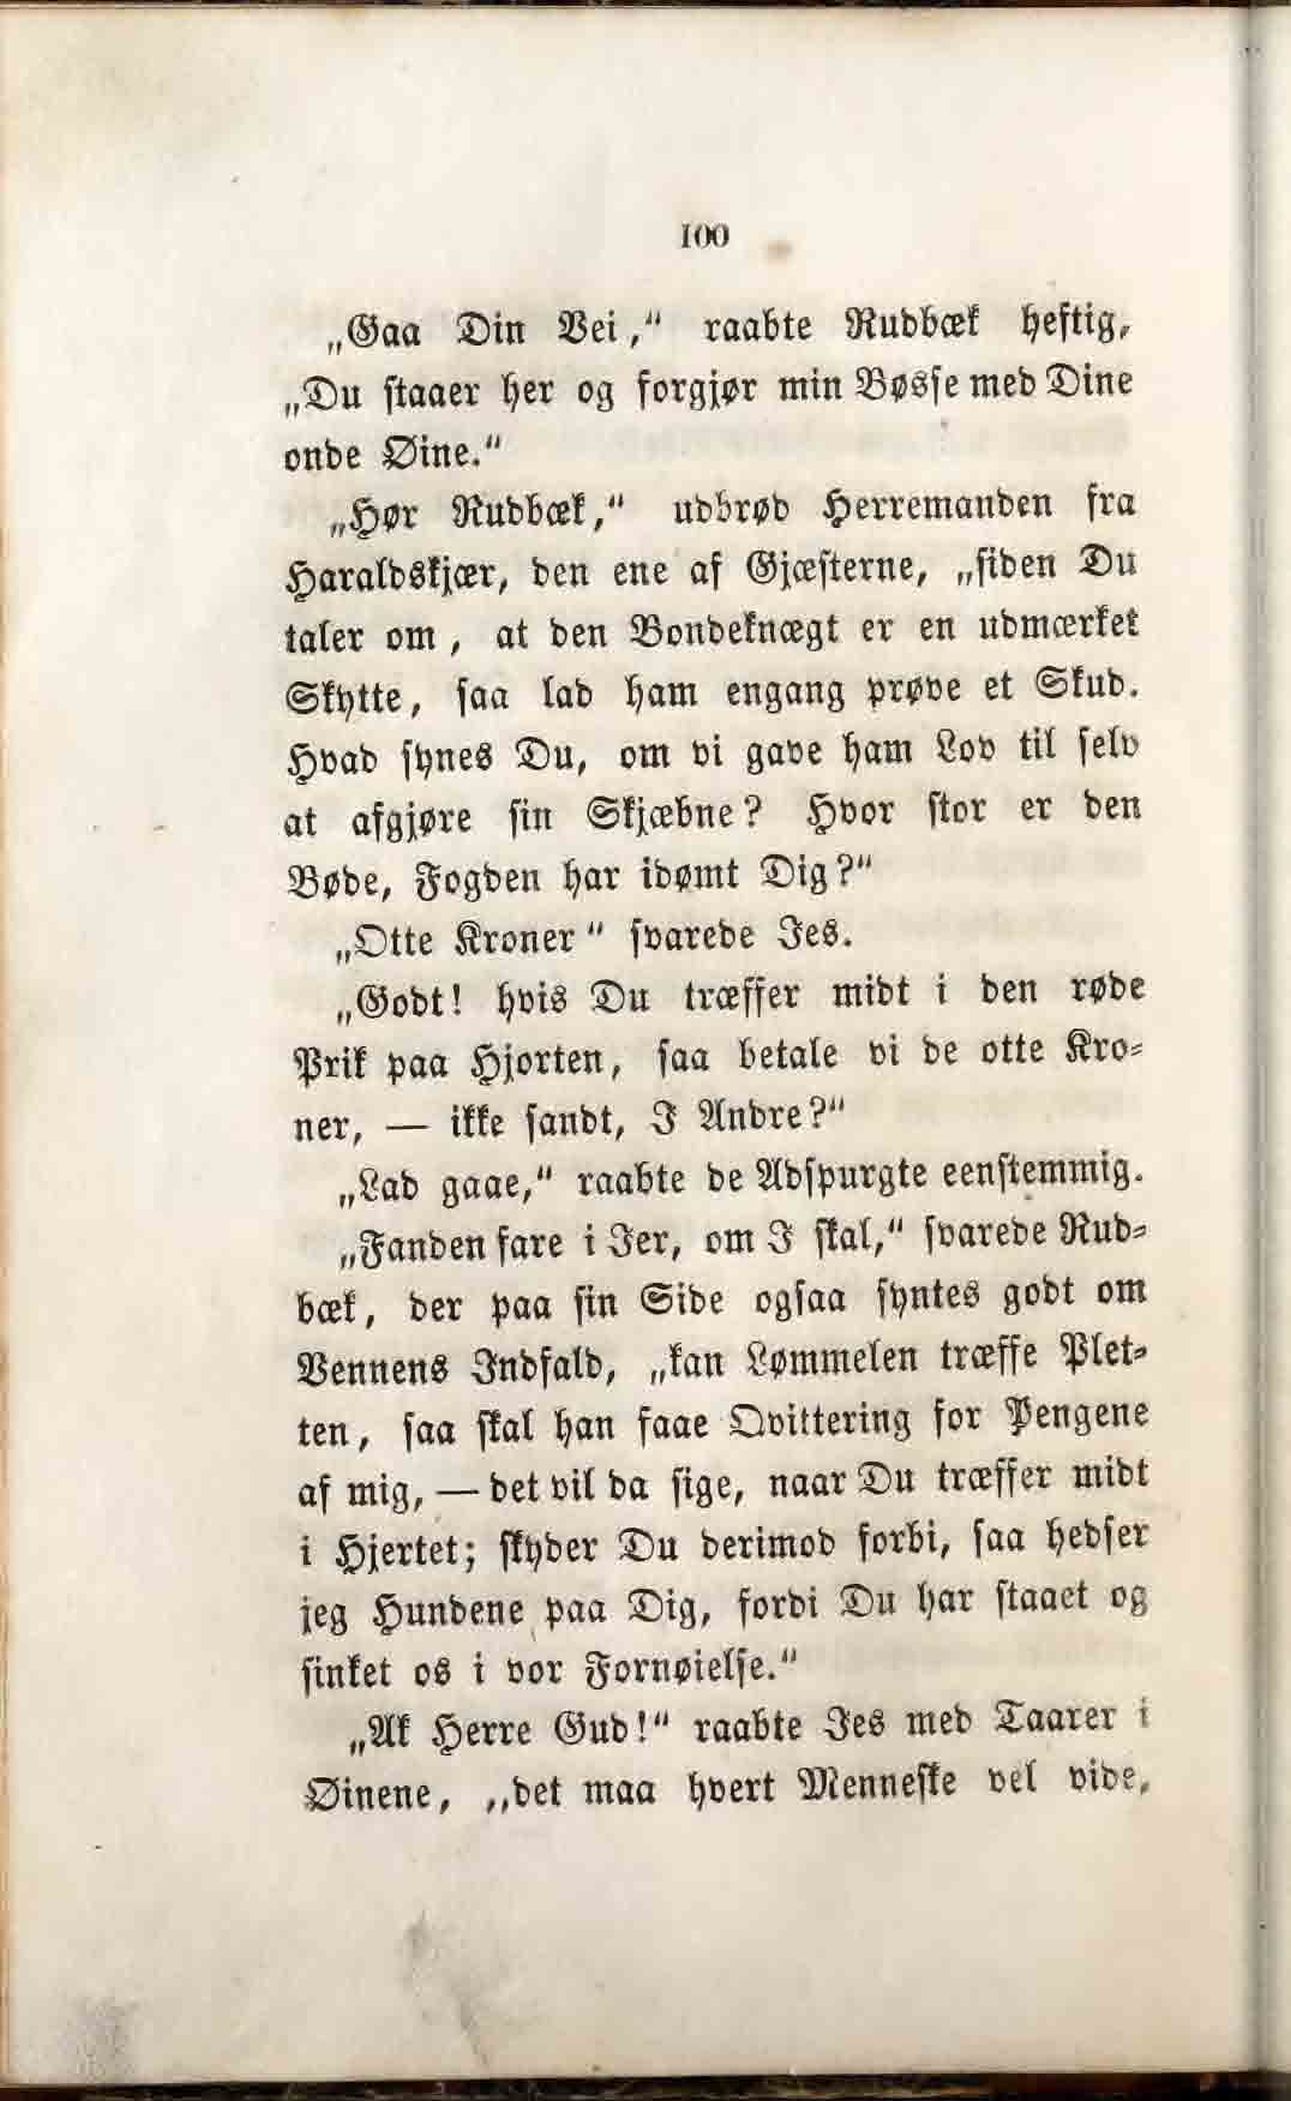 100
„Gaa Din Vei,“ raabte Rudbæk heftig,
„Du staaer her og forgjør min Bøsse med Dine
onde Øine.“
„Hør Rudbæk,“ udbrød Herremanden fra
Haraldskjær, den ene af Gjæsterne, „siden Du
taler om, at den Bondeknægt er en udmærket
Skytte, saa lad ham engang prøve et Skud.
Hvad synes Du, om vi gave ham Lov til selv
at afgjøre sin Skjæbne? Hvor stor er den
Bøde, Fogden har idømt Dig?“
„Otte Kroner“ svarede Jes.
„Godt! hvis Du træffer midt i den røde
Prik paa Hjorten, saa betale vi de otte Kro-
ner, — ikke sandt, I Andre?“
„Lad gaae,“ raabte de Adspurgte eenstemmig.
„Fanden fare i Jer, om I skal,“ svarede Rud-
bæk, der paa sin Side ogsaa syntes godt om
Vennens Indfald, „kan Lømmelen træffe Plet-
ten, saa skal han faae Qvittering for Pengene
af mig, — det vil da sige, naar Du træffer midt
i Hjertet; skyder Du derimod forbi, saa hedser
jeg Hundene paa Dig, fordi Du har staaet og
sinket os i vor Fornøielse.“
„Ak Herre Gud!“ raabte Jes med Taarer i
Øinene, „det maa hvert Menneske vel vide,